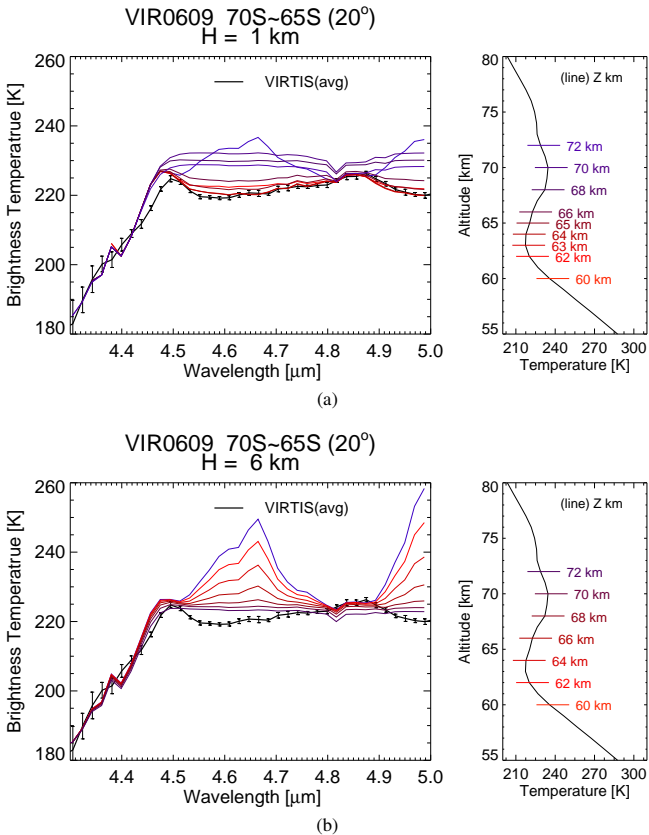 VIR0609 70S~65S (20°)
H = 1 km
Brightness Temperatrue [K]
260
240
220
200
180
VIRTIS(avg)
4.4 4.5 4.6 4.7 4.8 4.9 5.0
Wavelength [μm]
Altitude [km]
80
75
70
65
60
55
(line) Z km
72 km
70 km
68 km
66 km
65 km
64 km
63 km
62 km
60 km
210 240 270 300
Temperature [K]
(a)
VIR0609 70S~65S (20°)
H = 6 km
Brightness Temperatrue [K]
260
240
220
200
180
VIRTIS(avg)
4.4 4.5 4.6 4.7 4.8 4.9 5.0
Wavelength [μm]
Altitude [km]
80
75
70
65
60
55
(line) Z km
72 km
70 km
68 km
66 km
64 km
62 km
60 km
210 240 270 300
Temperature [K]
(b)